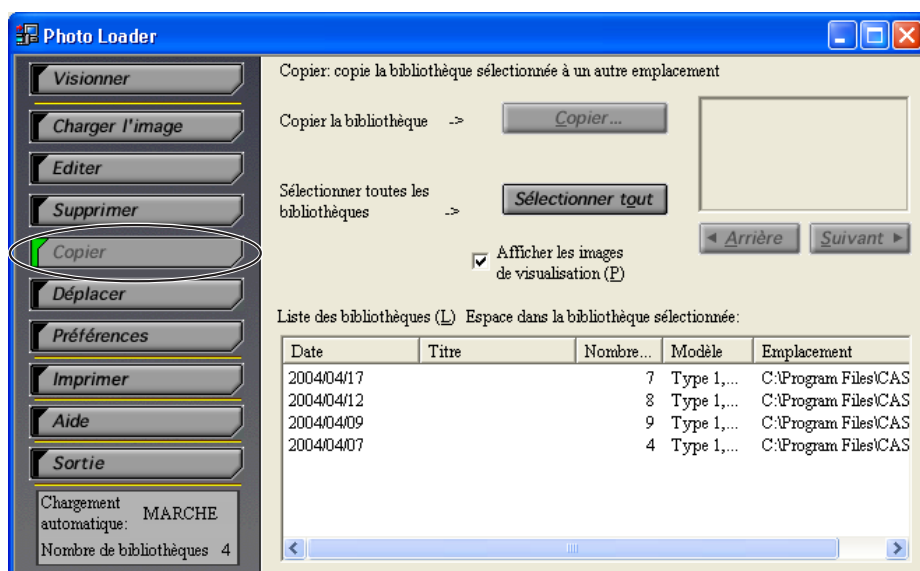 Photo Loader
Visionner
Charger l'image
Editer
Supprimer
Copier
Déplacer
Préférences
Imprimer
Aide
Sortie
Chargement
automatique: MARCHE
Nombre de bibliothèques 4
Copier: copie la bibliothèque sélectionnée à un autre emplacement
Copier la bibliothèque -> Copier...
Sélectionner toutes les
bibliothèques -> Sélectionner tout
Arrière Suivant
Afficher les images
de visualisation (P)
Liste des bibliothèques (L) Espace dans la bibliothèque sélectionnée:
Date Titre Nombre... Modèle Emplacement
2004/04/17 7 Type 1,... C:\Program Files\CAS
2004/04/12 8 Type 1,... C:\Program Files\CAS
2004/04/09 9 Type 1,... C:\Program Files\CAS
2004/04/07 4 Type 1,... C:\Program Files\CAS